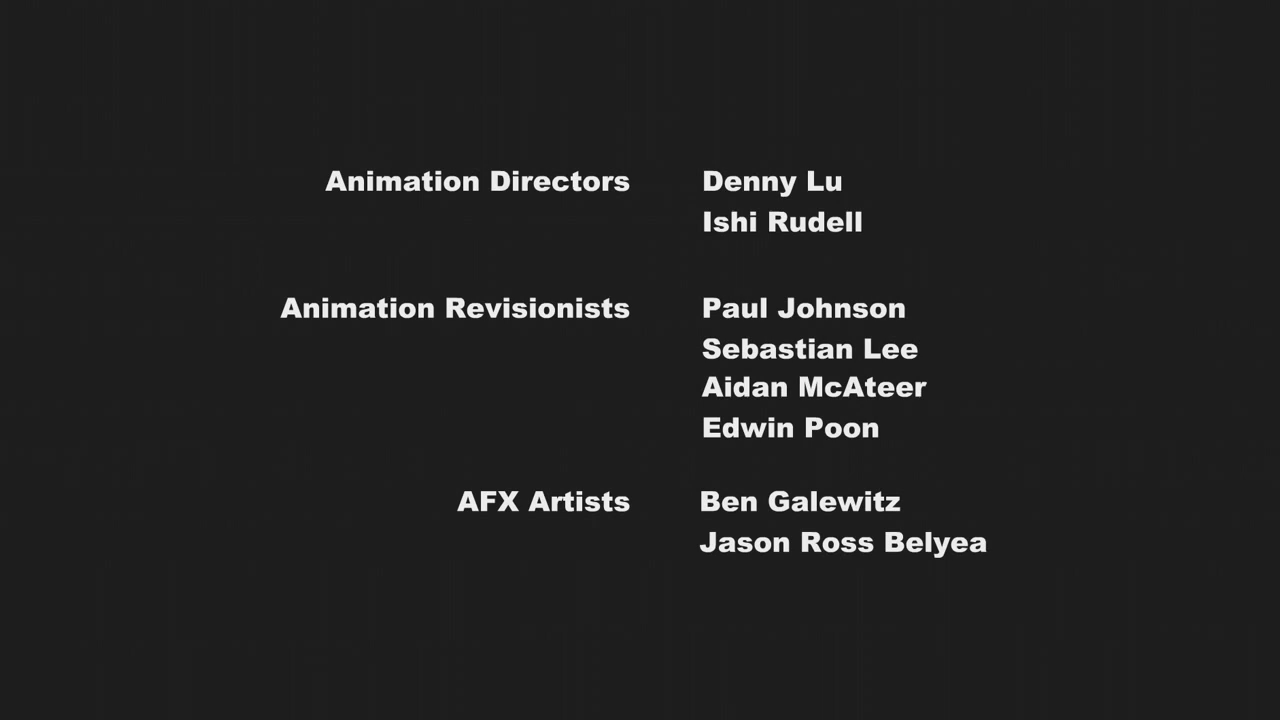 Animation Directors Denny Lu
Ishi Rudell
Animation Revisionists Paul Johnson
Sebastian Lee
Aidan McAteer
Edwin Poon
AFX Artists Ben Galewitz
Jason Ross Belyea